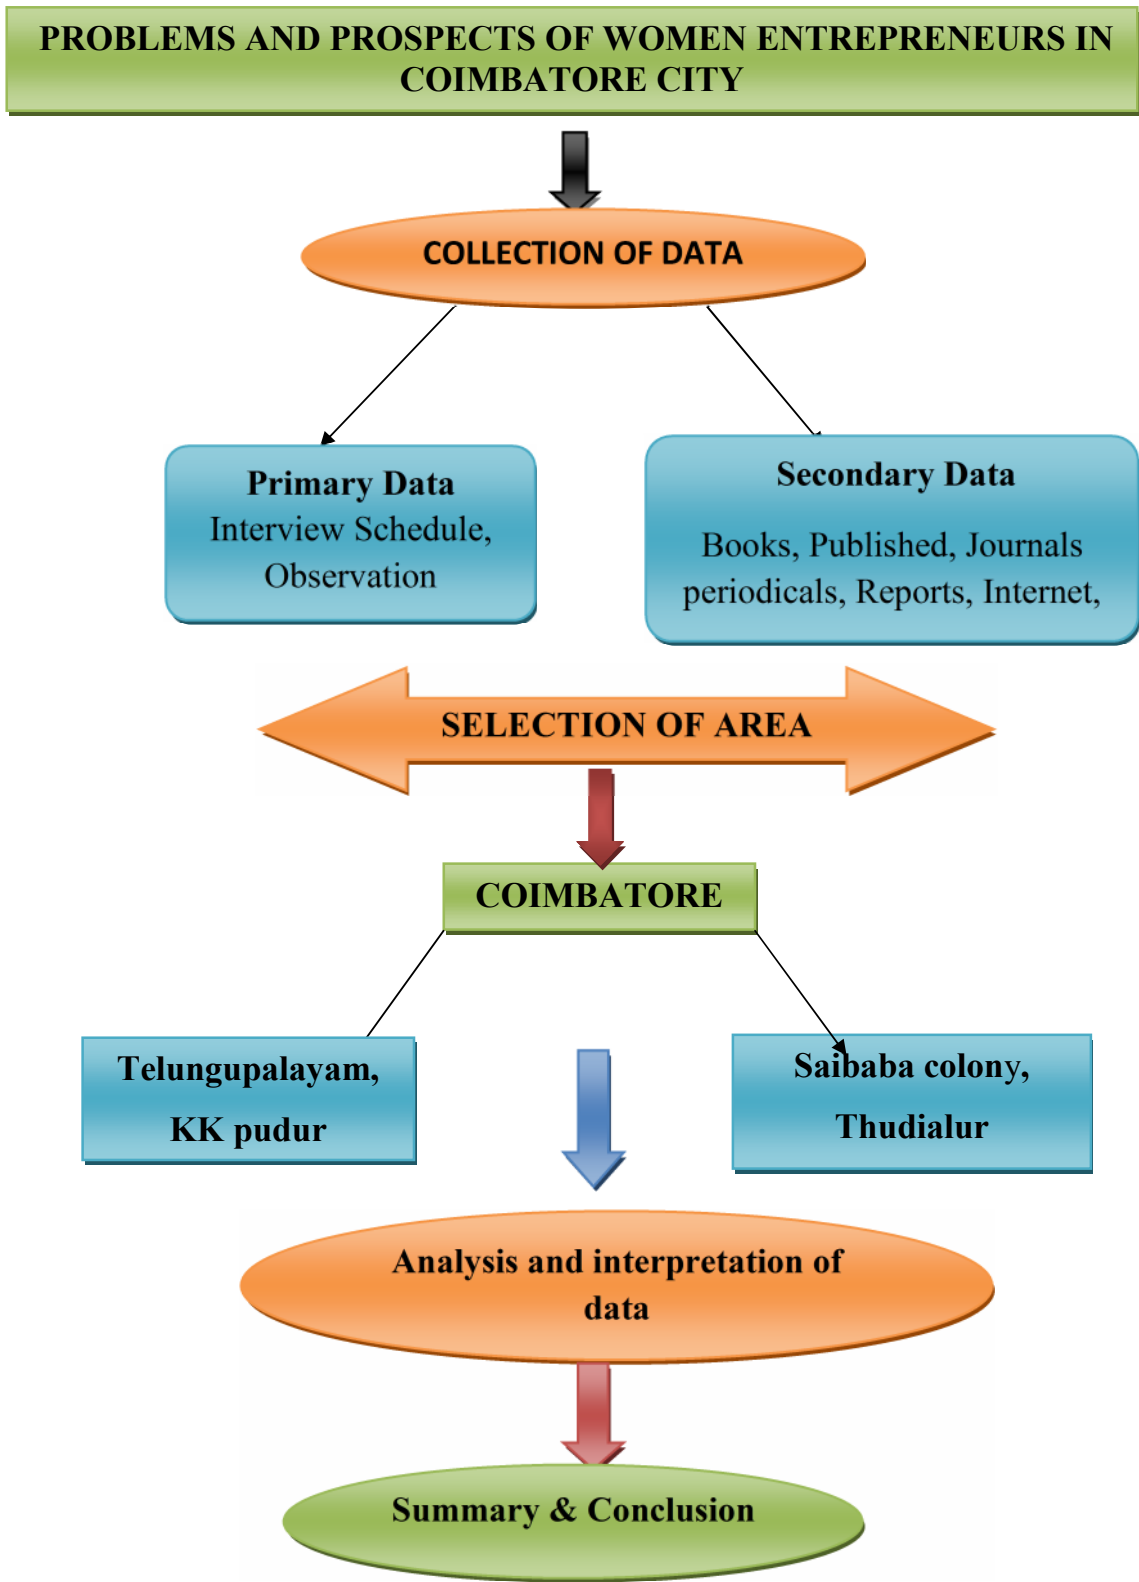 PROBLEMS AND PROSPECTS OF WOMEN ENTREPRENEURS IN
COIMBATORE CITY
COLLECTION OF DATA
Primary Data
Interview Schedule,
Observation
Secondary Data
Books, Published, Journals
periodicals, Reports, Internet,
SELECTION OF AREA
COIMBATORE
Telungupalayam,
KK pudur
Saibaba colony,
Thudialur
Analysis and interpretation of
data
Summary & Conclusion